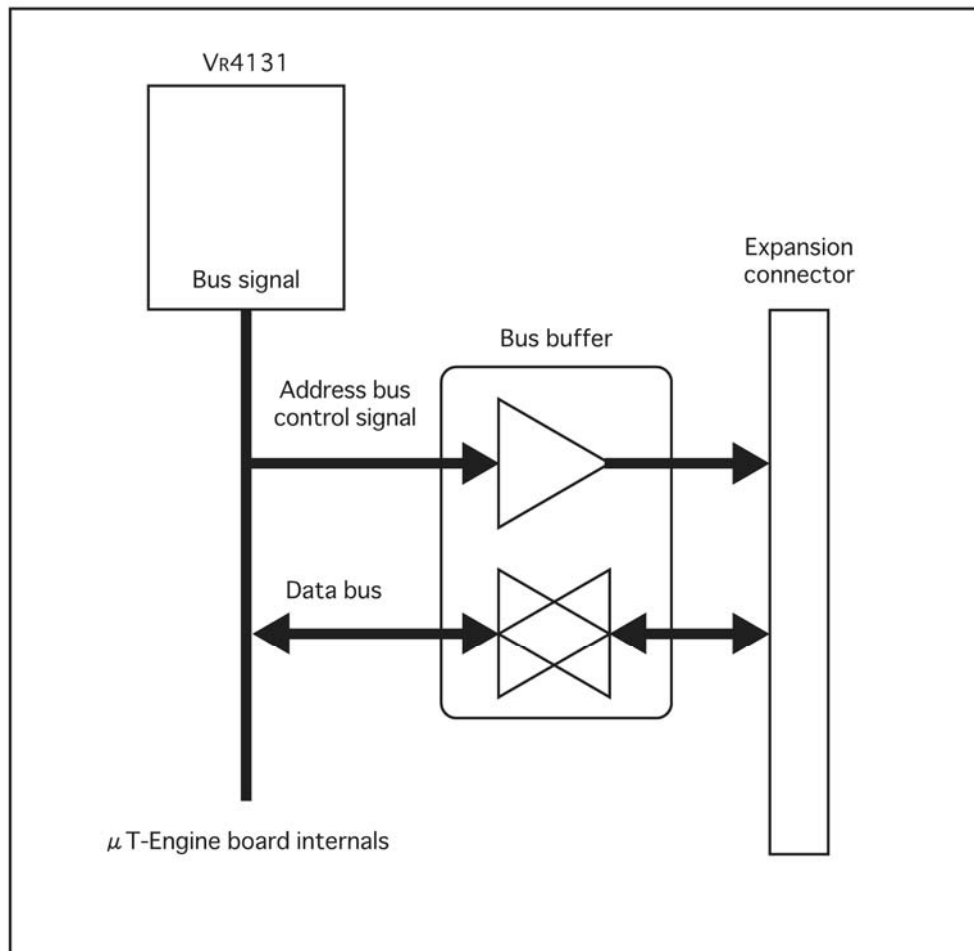 VR4131
Bus signal
Expansion
connector
Bus buffer
Address bus
control signal
Data bus
μT-Engine board internals